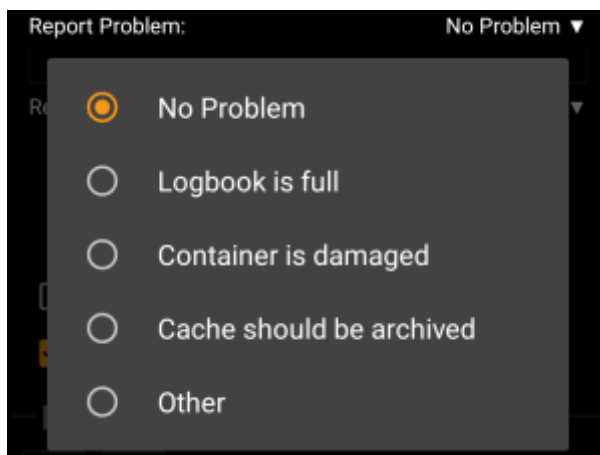 Report Problem: No Problem ▼
No Problem
Logbook is full
Container is damaged
Cache should be archived
Other